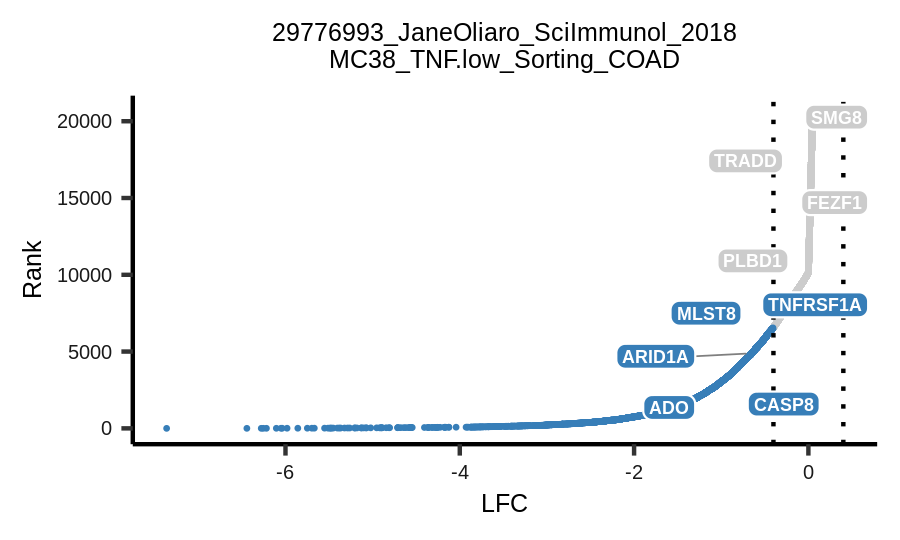 29776993_JaneOliaro_SciImmunol_2018
MC38_TNF.low_Sorting_COAD
Rank
20000
15000
10000
5000
0
SMG8
TRADD
FEZF1
PLBD1
TNFRSF1A
MLST8
ARID1A
ADO
CASP8
-6
-4
-2
0
LFC